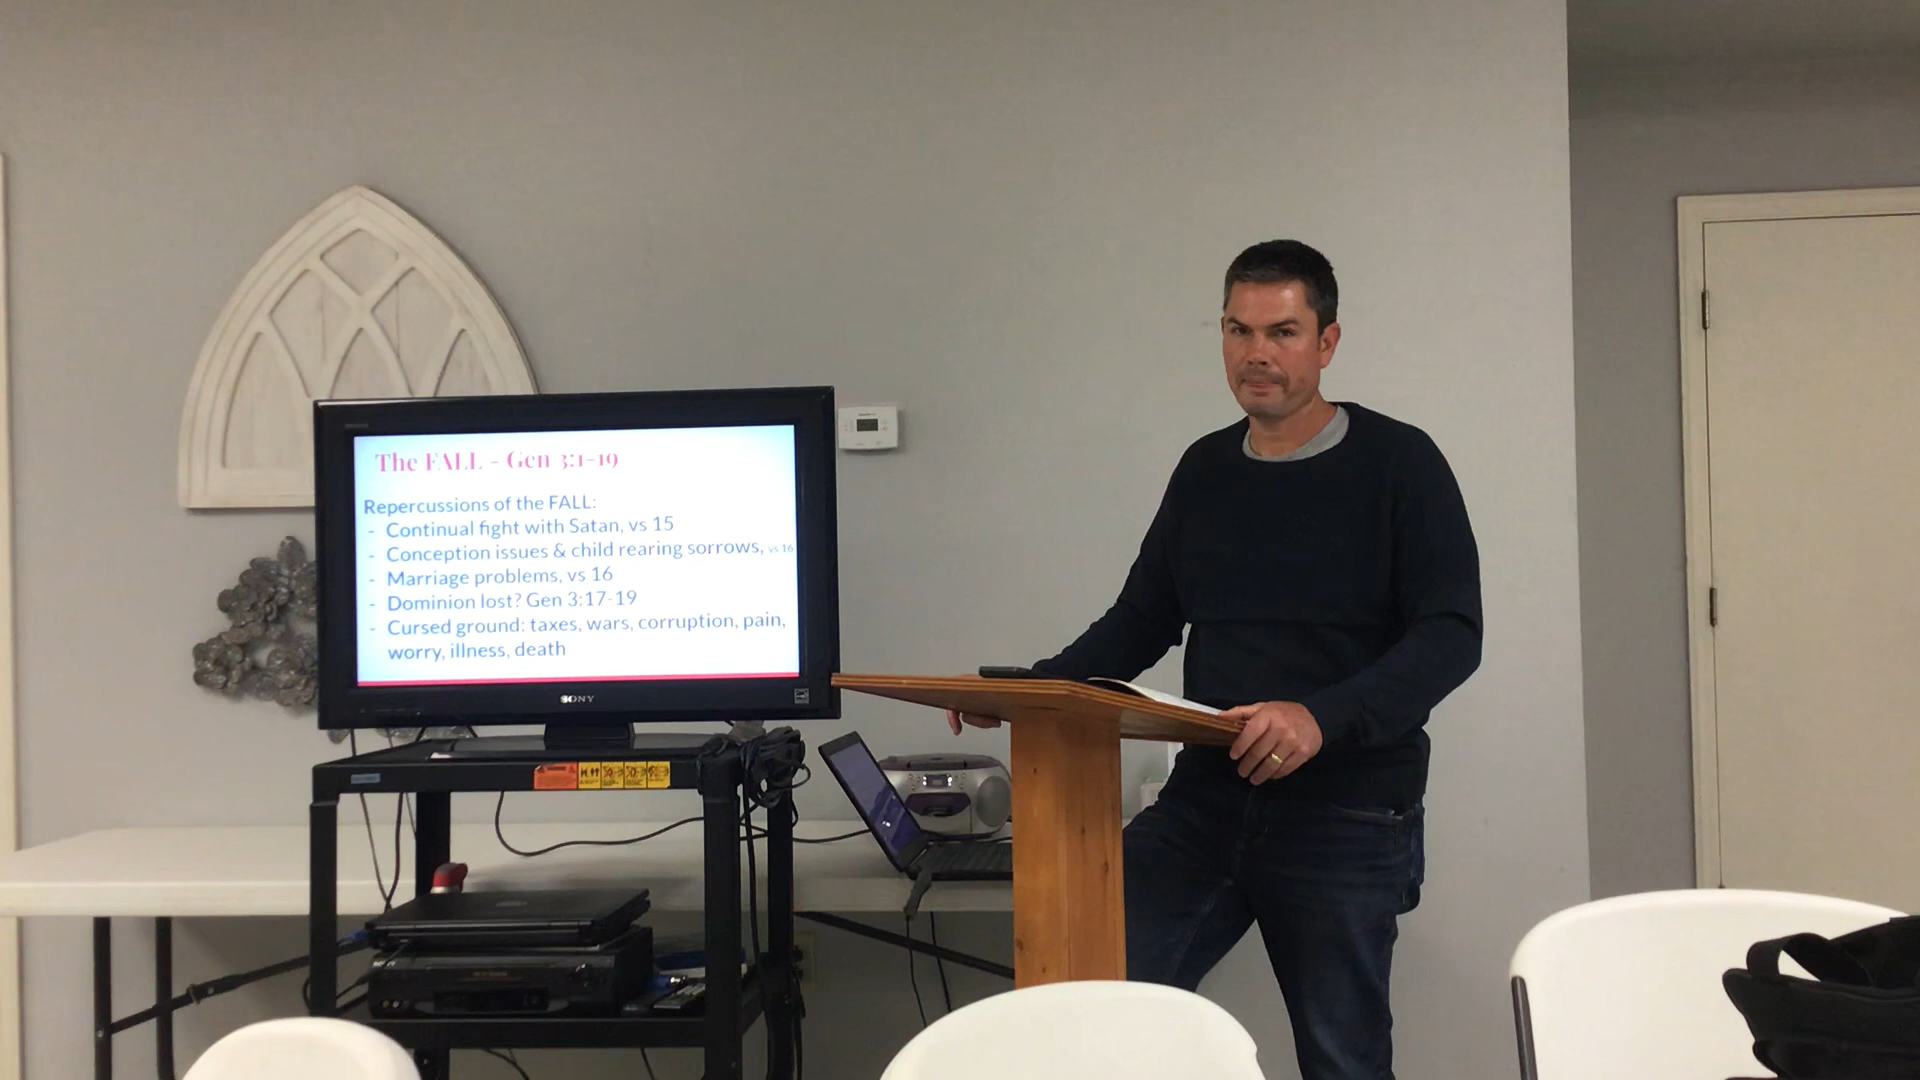 The FALL - Gen 3:1-19
Repercussions of the FALL:
- Continual fight with Satan, vs 15
- Conception issues & child rearing sorrows, vs 16
- Marriage problems, vs 16
- Dominion lost? Gen 3:17-19
- Cursed ground: taxes, wars, corruption, pain,
worry, illness, death
SONY